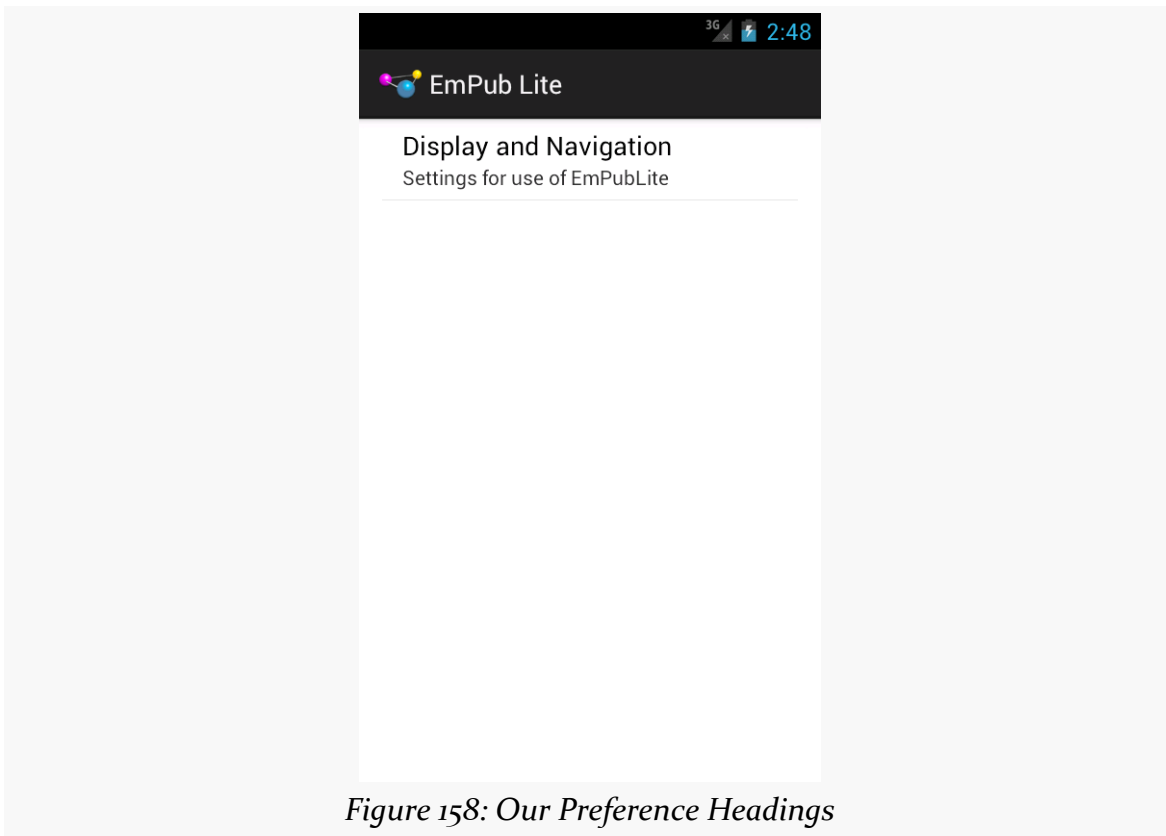 3G 2:48
EmPub Lite
Display and Navigation
Settings for use of EmPubLite
Figure 158: Our Preference Headings